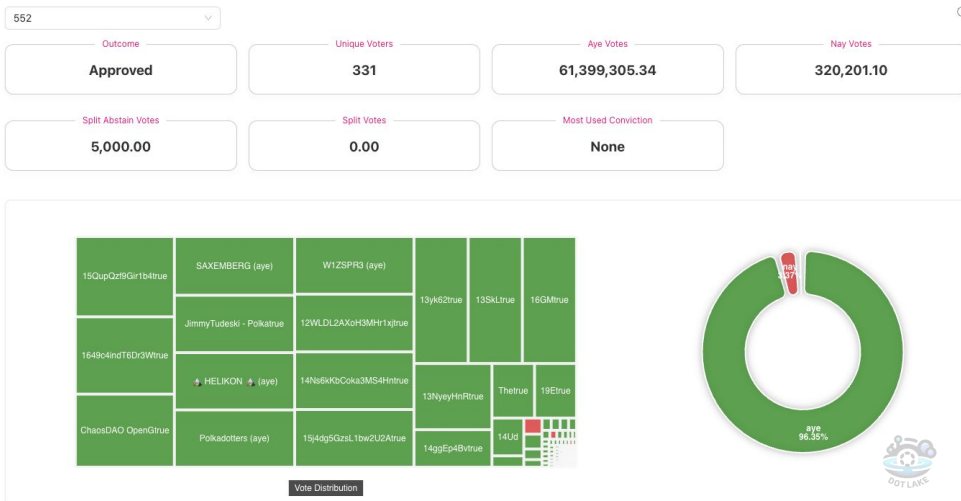 552
Outcome
Approved
Unique Voters
331
Aye Votes
61,399,305.34
Nay Votes
320,201.10
Split Abstain Votes
5,000.00
Split Votes
0.00
Most Used Conviction
None
15QupQzf9Gir1b4true
1649c4indT6Dr3Wtrue
ChaosDAO OpenGtrue
SAXEMBERG (aye)
JimmyTudeski - Polkatrue
HELIKON (aye)
Polkadotters (aye)
W1ZSPR3 (aye)
12WLDL2AXoH3MHr1xjtrue
14Ns6kKbCoka3MS4Hntrue
15j4dg5GzsL1bw2U2Atrue
13yk62true
13SkLtrue
16GMtrue
13NyeyHnRtrue
Thetrue
19Etrue
14ggEp4Bvtrue
14Ud
Vote Distribution
nay
3.37%
aye
96.35%
DOT LAKE